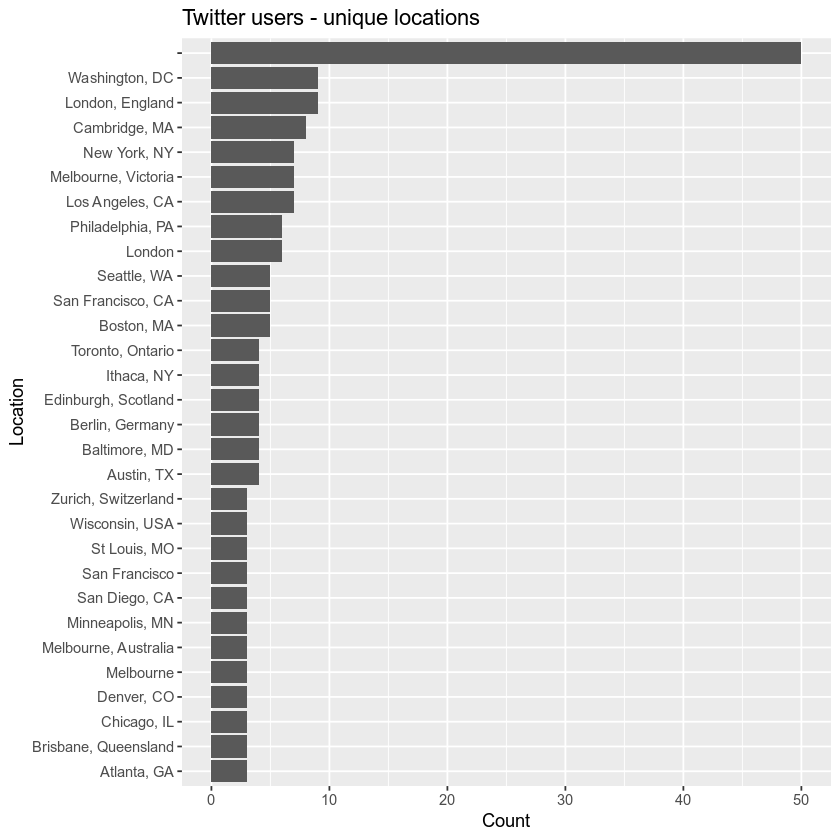 Twitter users - unique locations
Washington, DC
London, England
Cambridge, MA
New York, NY
Melbourne, Victoria
Los Angeles, CA
Philadelphia, PA
London
Seattle, WA
San Francisco, CA
Boston, MA
Toronto, Ontario
Ithaca, NY
Edinburgh, Scotland
Berlin, Germany
Baltimore, MD
Austin, TX
Zurich, Switzerland
Wisconsin, USA
St Louis, MO
San Francisco
San Diego, CA
Minneapolis, MN
Melbourne, Australia
Melbourne
Denver, CO
Chicago, IL
Brisbane, Queensland
Atlanta, GA
Location
0 10 20 30 40 50
Count